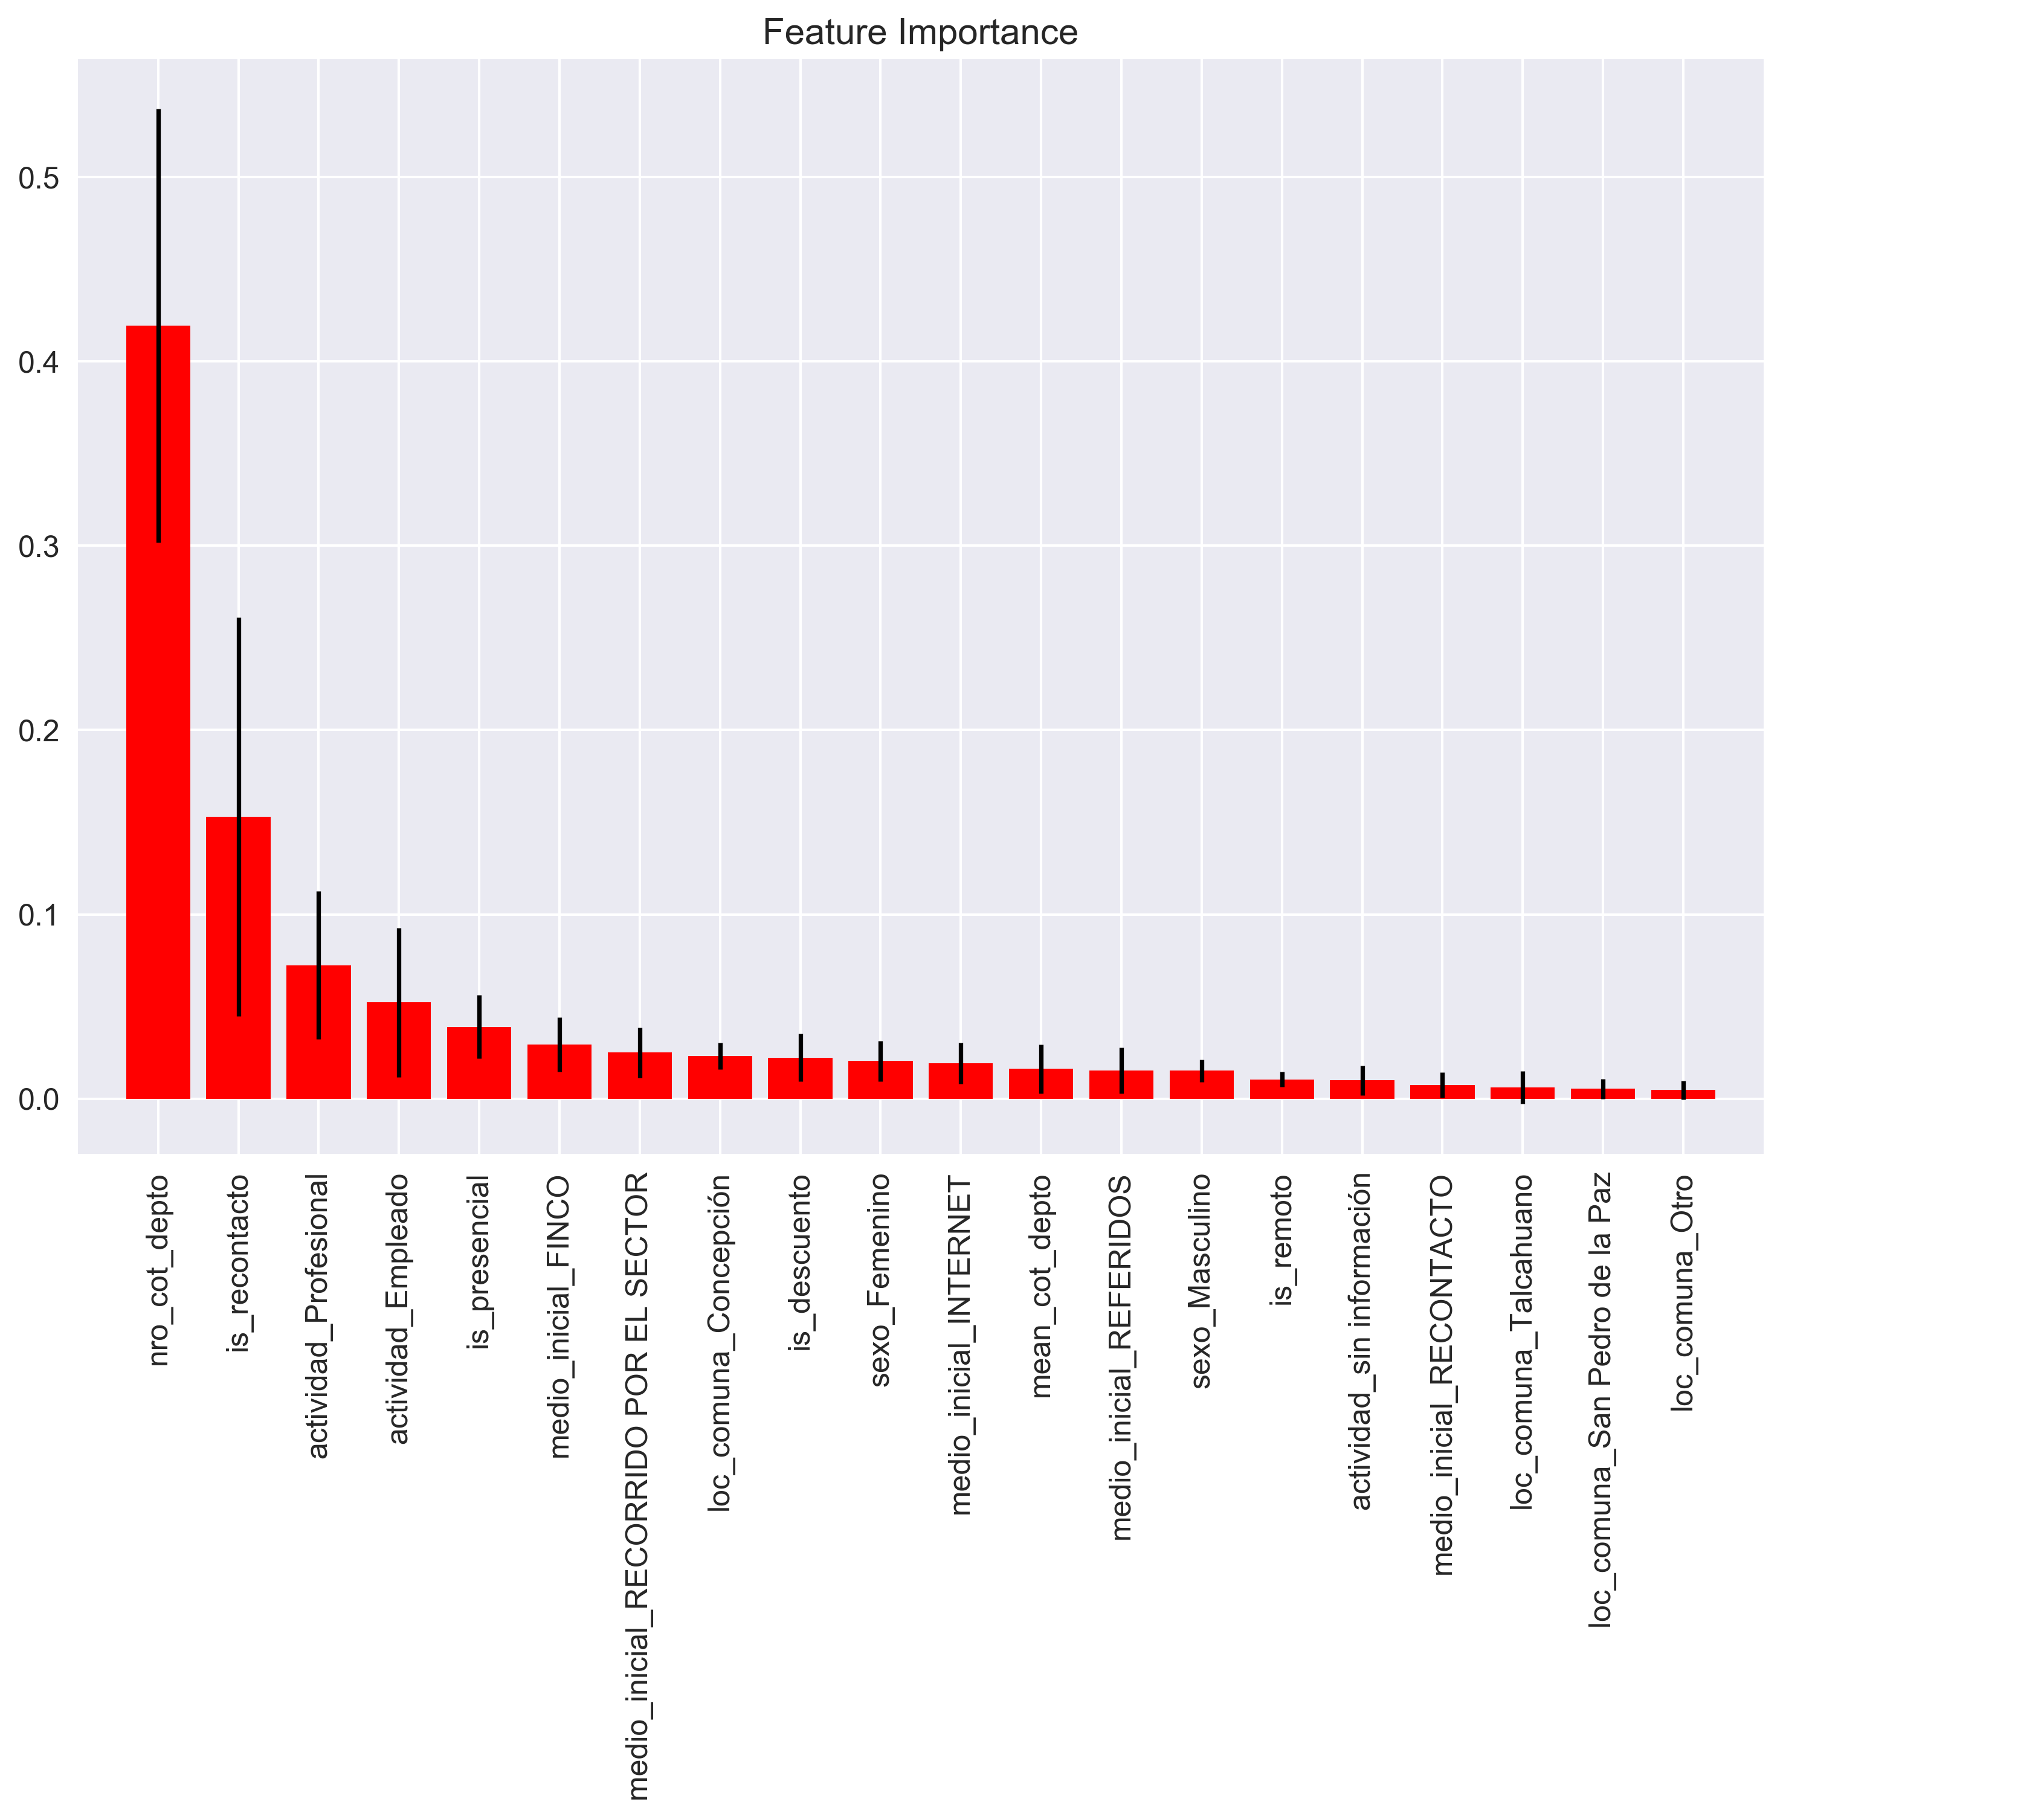 Feature Importance
0.5
0.4
0.3
0.2
0.1
0.0
nro_cot_depto
is_recontacto
actividad_Profesional
actividad_Empleado
is_presencial
medio_inicial_FINCO
medio_inicial_RECORRIDO POR EL SECTOR
loc_comuna_Concepción
is_descuento
sexo_Femenino
medio_inicial_INTERNET
mean_cot_depto
medio_inicial_REFERIDOS
sexo_Masculino
is_remoto
actividad_sin información
medio_inicial_RECONTACTO
loc_comuna_Talcahuano
loc_comuna_San Pedro de la Paz
loc_comuna_Otro